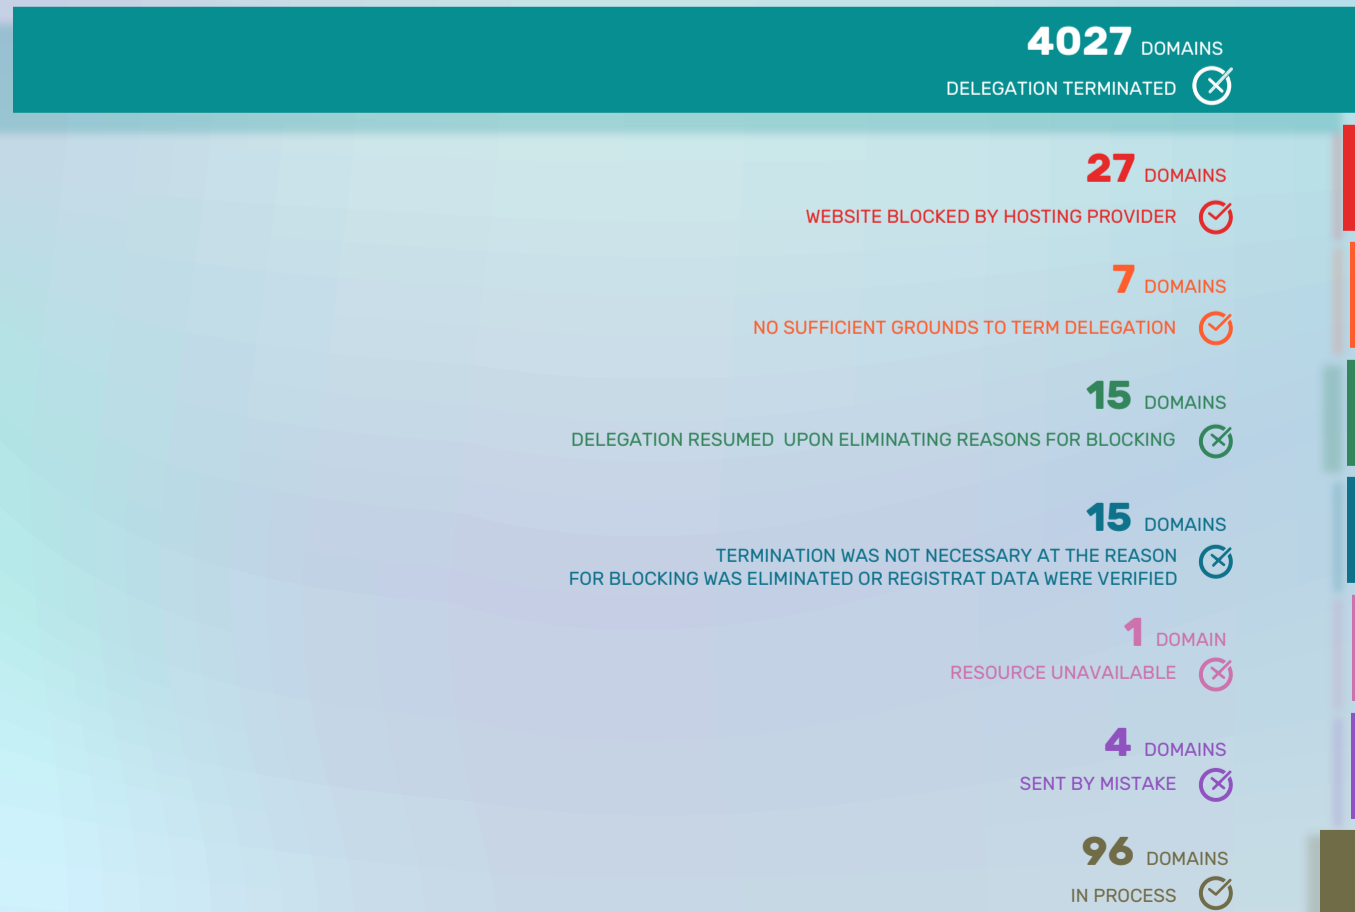 4027 DOMAINS
DELEGATION TERMINATED
27 DOMAINS
WEBSITE BLOCKED BY HOSTING PROVIDER
7 DOMAINS
NO SUFFICIENT GROUNDS TO TERM DELEGATION
15 DOMAINS
DELEGATION RESUMED UPON ELIMINATING REASONS FOR BLOCKING
15 DOMAINS
TERMINATION WAS NOT NECESSARY AT THE REASON
FOR BLOCKING WAS ELIMINATED OR REGISTRAT DATA WERE VERIFIED
1 DOMAIN
RESOURCE UNAVAILABLE
4 DOMAINS
SENT BY MISTAKE
96 DOMAINS
IN PROCESS